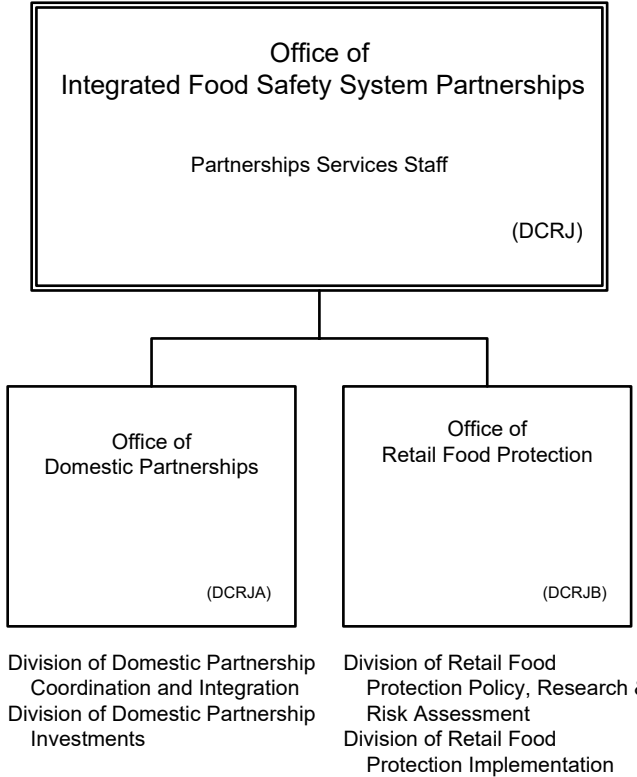 Office of
Integrated Food Safety System Partnerships
Partnerships Services Staff
(DCRJ)
Office of
Domestic Partnerships
(DCRJA)
Office of
Retail Food Protection
(DCRJB)
Division of Domestic Partnership
Coordination and Integration
Division of Domestic Partnership
Investments
Division of Retail Food
Protection Policy, Research &
Risk Assessment
Division of Retail Food
Protection Implementation